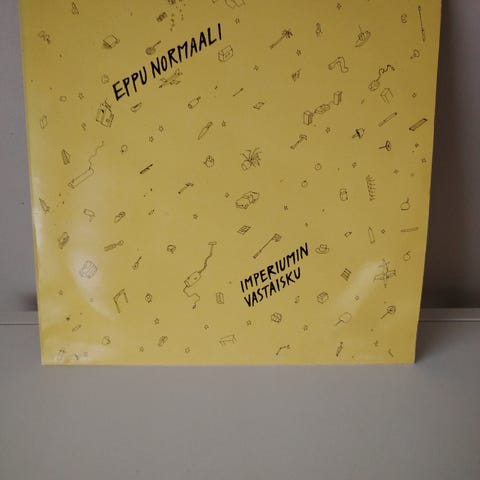 EPPU NORMAALI
IMPERIUMIN
VASTAISKU